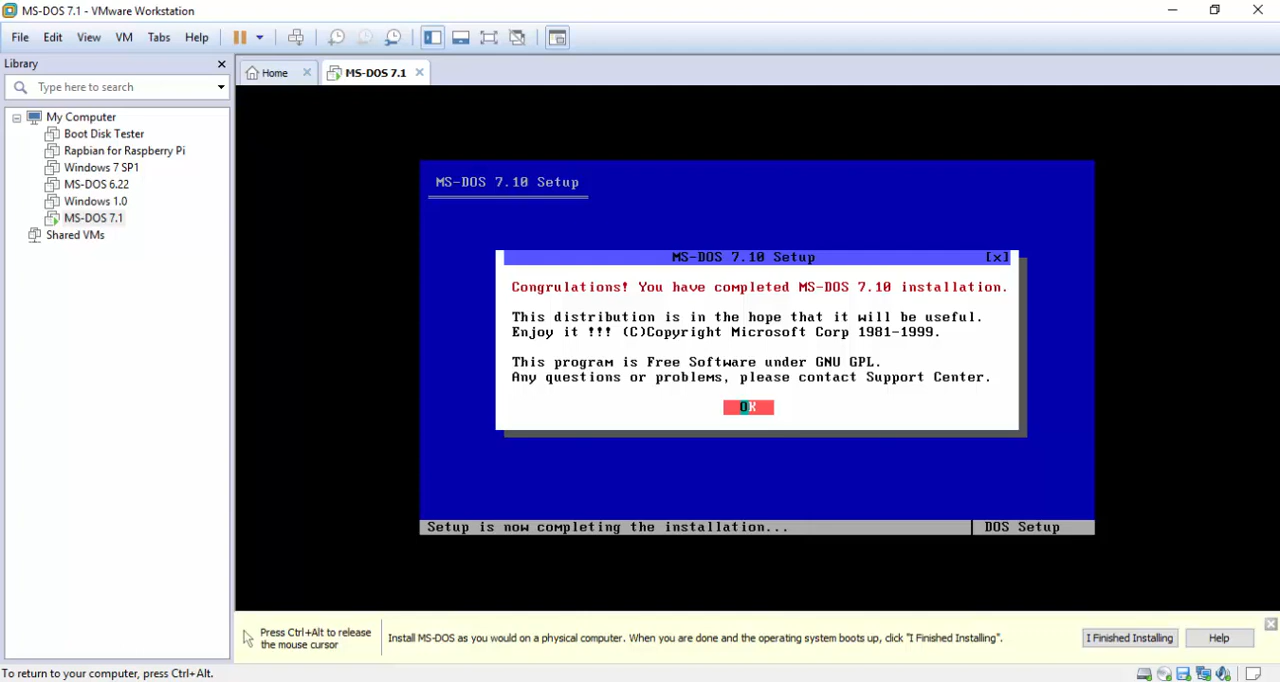 MS-DOS 7.1 - VMware Workstation
File Edit View VM Tabs Help
Library
Type here to search
Home
MS-DOS 7.1
My Computer
Boot Disk Tester
Rapbian for Raspberry Pi
Windows 7 SP1
MS-DOS 6.22
Windows 1.0
MS-DOS 7.1
Shared VMs
MS-DOS 7.10 Setup
MS-DOS 7.10 Setup [x]
Congrulations! You have completed MS-DOS 7.10 installation.
This distribution is in the hope that it will be useful.
Enjoy it !!! (C)Copyright Microsoft Corp 1981-1999.
This program is Free Software under GNU GPL.
Any questions or problems, please contact Support Center.
OK
Setup is now completing the installation... DOS Setup
Press Ctrl+Alt to release
the mouse cursor
Install MS-DOS as you would on a physical computer. When you are done and the operating system boots up, click "I Finished Installing".
I Finished Installing
Help
To return to your computer, press Ctrl+Alt.